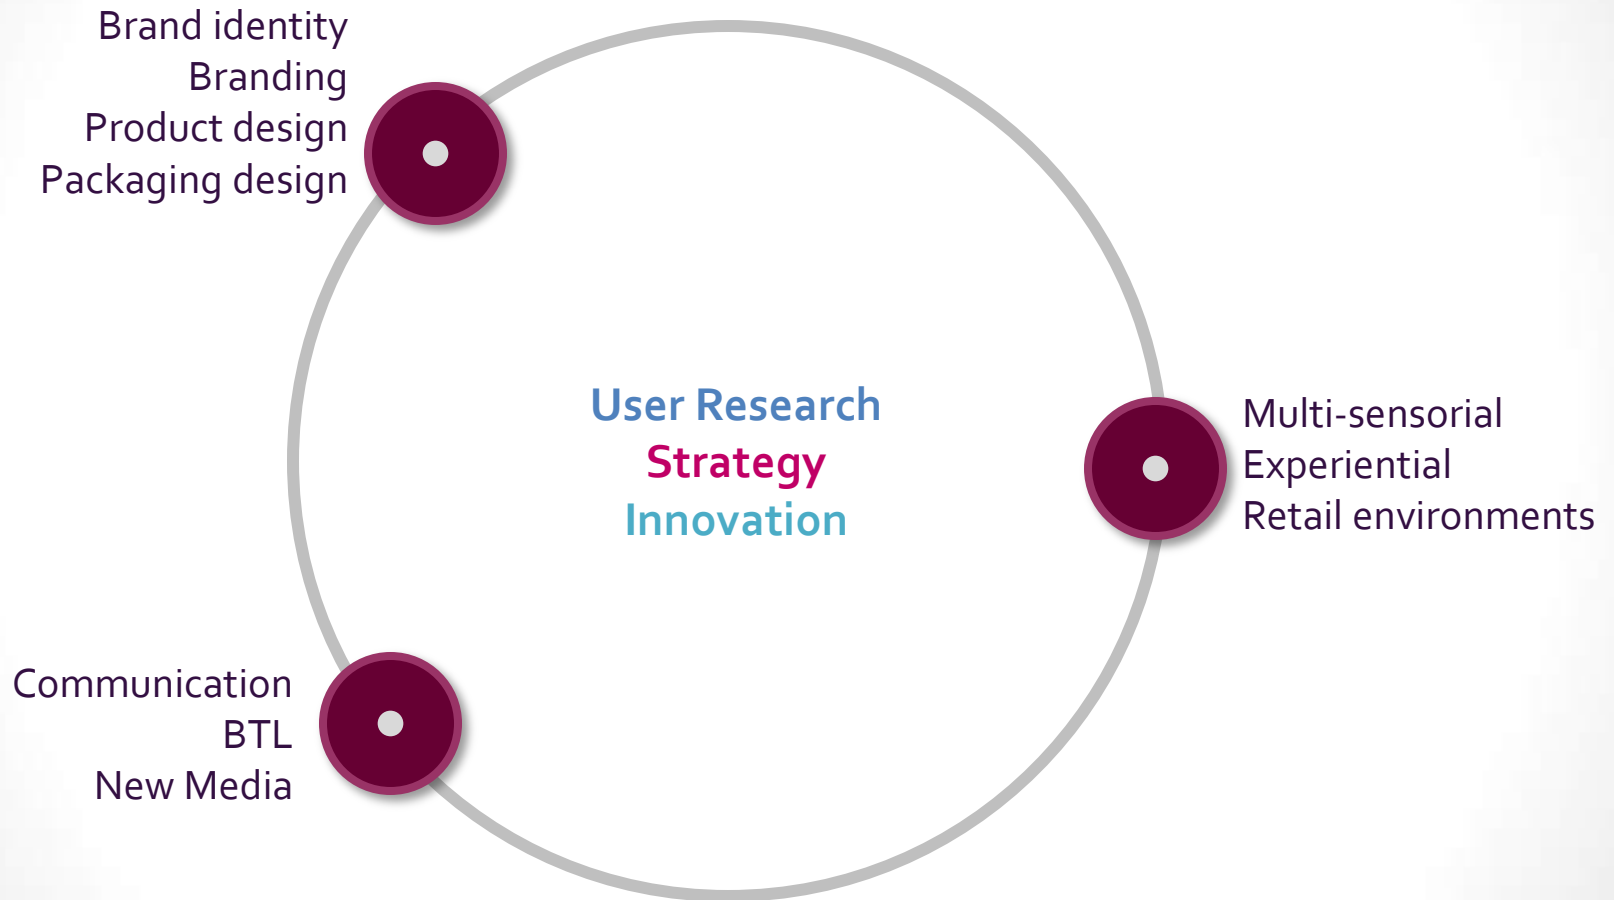 Brand identity
Branding
Product design
Packaging design
User Research
Strategy
Innovation
Multi-sensorial
Experiential
Retail environments
Communication
BTL
New Media